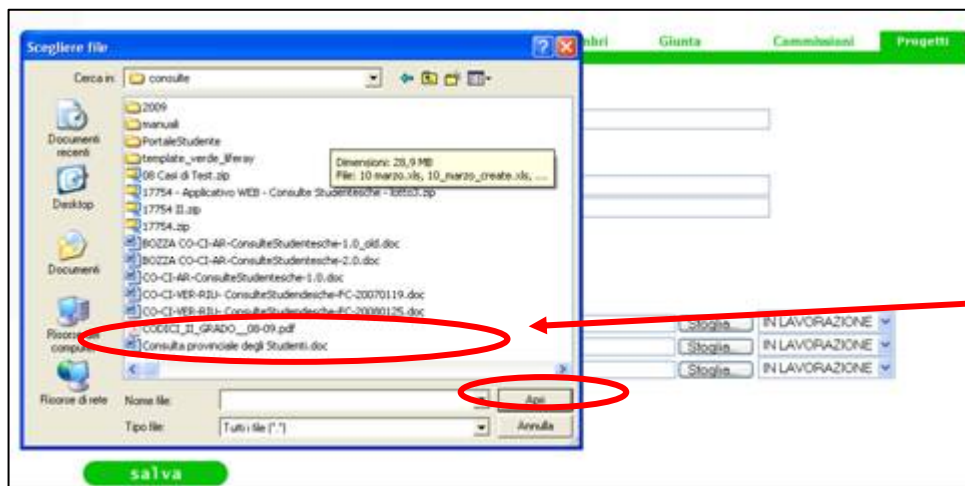 Scegliere file
Giunta
Commissioni
Progetti
Cerca in:
consulte
2009
manuali
PortaleStudente
template_verde_liferay
08 Casi di Test.zip
17754 - Applicativo WEB - Consulte Studentesche - lotto3.zip
17754 II.zip
17754.zip
BOZZA CO-CI-AR-ConsulteStudentesche-1.0_old.doc
BOZZA CO-CI-AR-ConsulteStudentesche-2.0.doc
CO-CI-AR-ConsulteStudentesche-1.0.doc
CO-CI-VER-RIU- ConsulteStudendesche-FC-20070119.doc
CO-CI-VER-RIU- ConsulteStudendesche-FC-20080125.doc
CODICI_II_GRADO__08-09.pdf
Consulta provinciale degli Studenti.doc
Dimensioni: 28,9 MB
File: 10 marzo.xls, 10_marzo_create.xls, ...
Documenti recenti
Desktop
Documenti
Risorse del computer
Risorse di rete
Nome file:
Apri
Tipo file:
Tutti i file (*.*)
Annulla
Sfoglia... IN LAVORAZIONE
Sfoglia... IN LAVORAZIONE
Sfoglia... IN LAVORAZIONE
salva